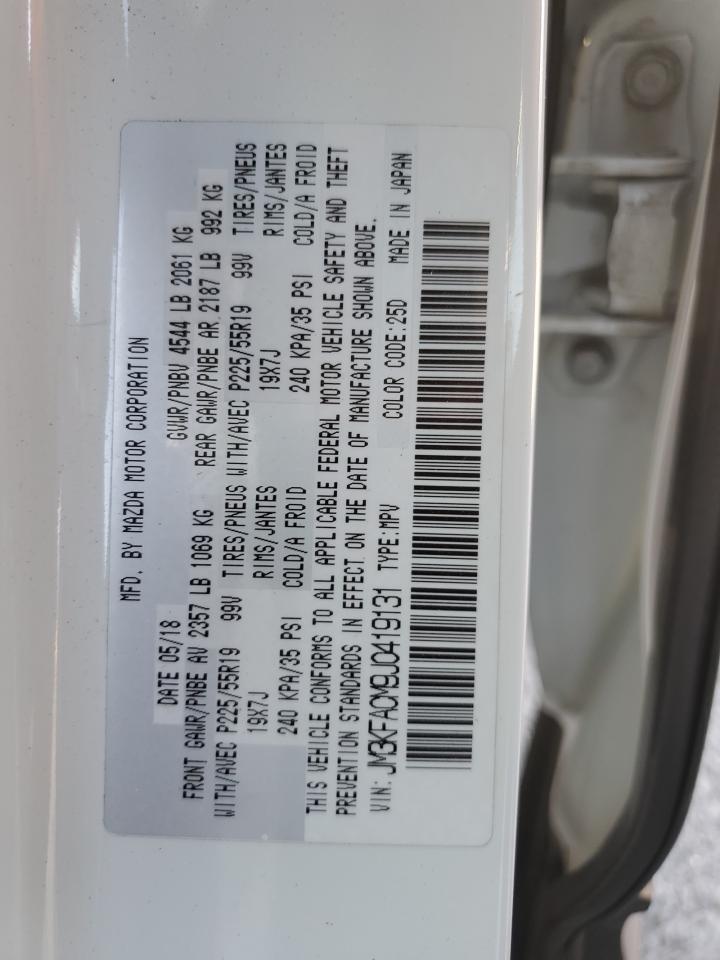 MFD. BY MAZDA MOTOR CORPORATION
DATE 05/18 GVWR/PNBV 4544 LB 2061 KG
FRONT GAWR/PNBE AV 2357 LB 1069 KG REAR GAWR/PNBE AR 2187 LB 992 KG
WITH/AVEC P225/55R19 99V TIRES/PNEUS WITH/AVEC P225/55R19 99V TIRES/PNEUS
19X7J RIMS/JANTES 19X7J RIMS/JANTES
240 KPA/35 PSI COLD/A FROID 240 KPA/35 PSI COLD/A FROID
THIS VEHICLE CONFORMS TO ALL APPLICABLE FEDERAL MOTOR VEHICLE SAFETY AND THEFT
PREVENTION STANDARDS IN EFFECT ON THE DATE OF MANUFACTURE SHOWN ABOVE.
VIN: JM3KFACM9J0419131 TYPE:MPV COLOR CODE:25D MADE IN JAPAN